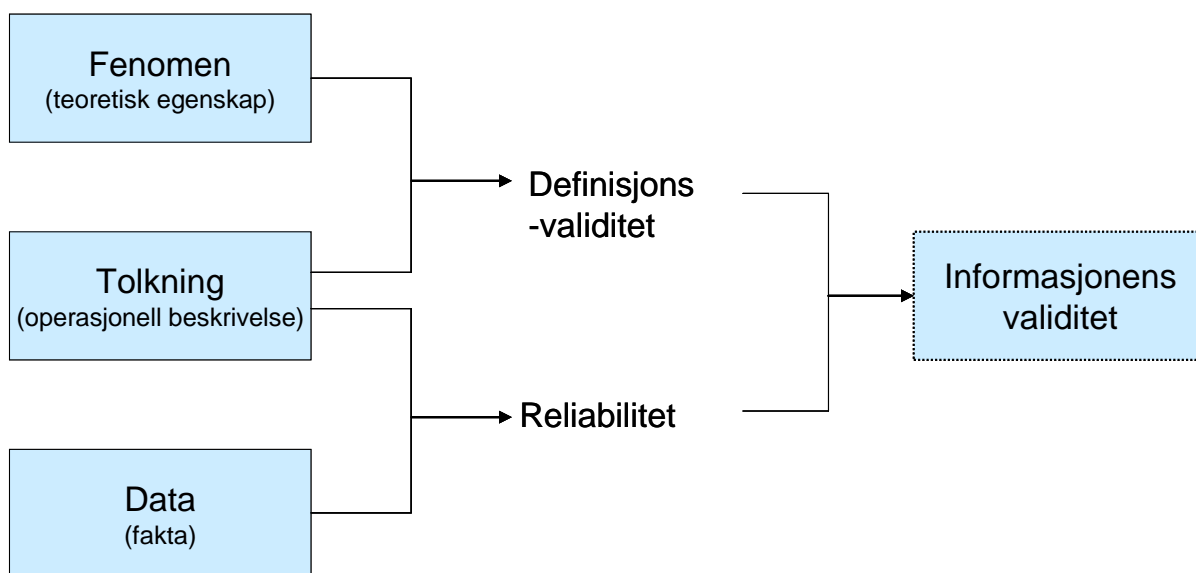 Fenomen
(teoretisk egenskap)
Definisjons
-validitet
Tolkning
(operasjonell beskrivelse)
Informasjonens
validitet
Reliabilitet
Data
(fakta)